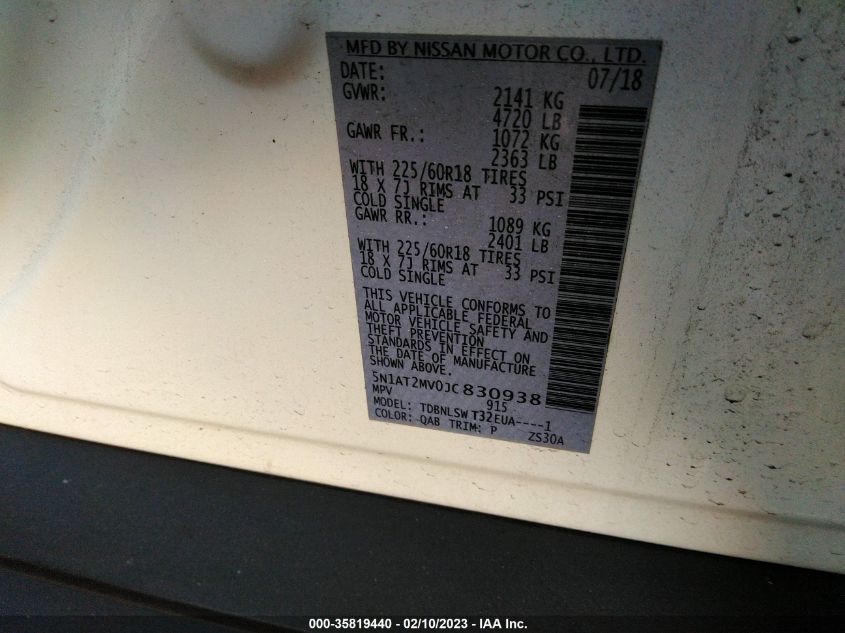 MFD BY NISSAN MOTOR CO., LTD.
DATE: 07/18
GVWR: 2141 KG
4720 LB
GAWR FR.: 1072 KG
2363 LB
WITH 225/60R18 TIRES
18 X 7J RIMS AT 33 PSI
COLD SINGLE
GAWR RR.: 1089 KG
2401 LB
WITH 225/60R18 TIRES
18 X 7J RIMS AT 33 PSI
COLD SINGLE
THIS VEHICLE CONFORMS TO
ALL APPLICABLE FEDERAL
MOTOR VEHICLE SAFETY AND
THEFT PREVENTION
STANDARDS IN EFFECT ON
THE DATE OF MANUFACTURE
SHOWN ABOVE.
5N1AT2MV0JC830938
MPV 915
MODEL: TDBNLSW T32EUA----1
COLOR: QAB TRIM: P ZS30A
000-35819440 - 02/10/2023 - IAA Inc.